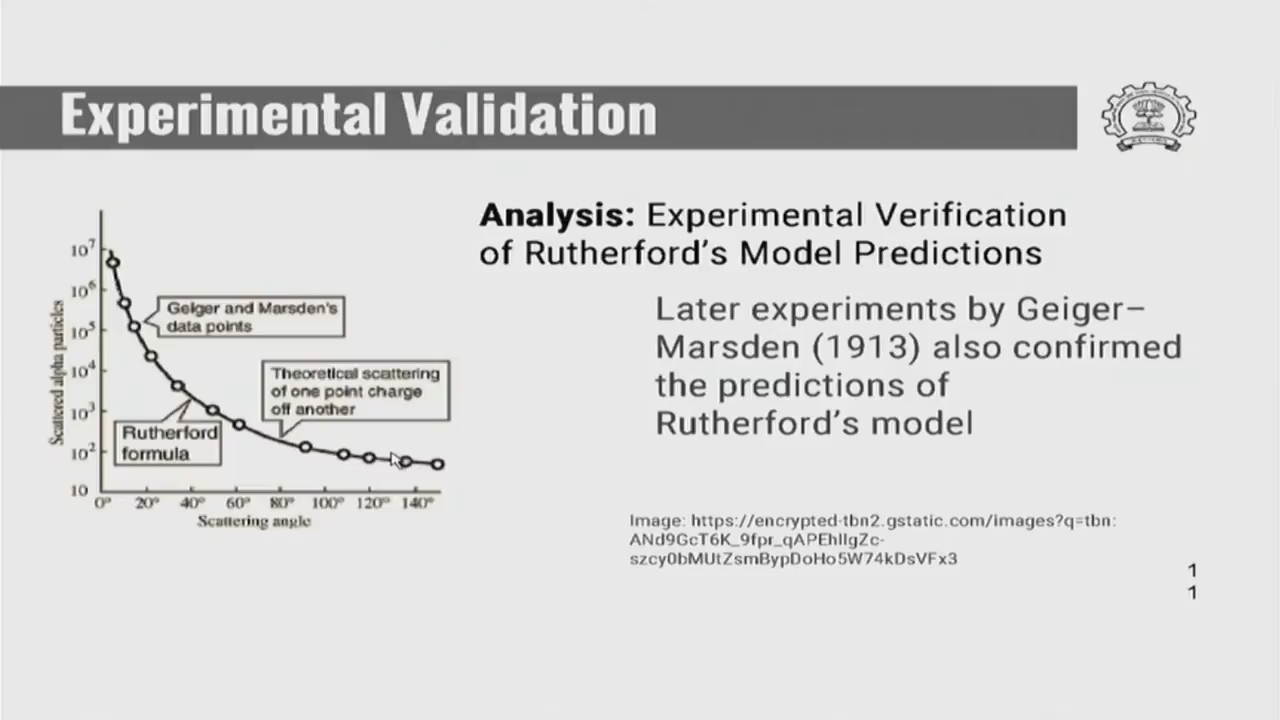 Experimental Validation
Analysis: Experimental Verification
of Rutherford's Model Predictions
Later experiments by Geiger–
Marsden (1913) also confirmed
the predictions of
Rutherford's model
Scattered alpha particles
10⁷
10⁶
10⁵
10⁴
10³
10²
10
Geiger and Marsden's
data points
Theoretical scattering
of one point charge
off another
Rutherford
formula
0° 20° 40° 60° 80° 100° 120° 140°
Scattering angle
Image: https://encrypted-tbn2.gstatic.com/images?q=tbn:
1
1